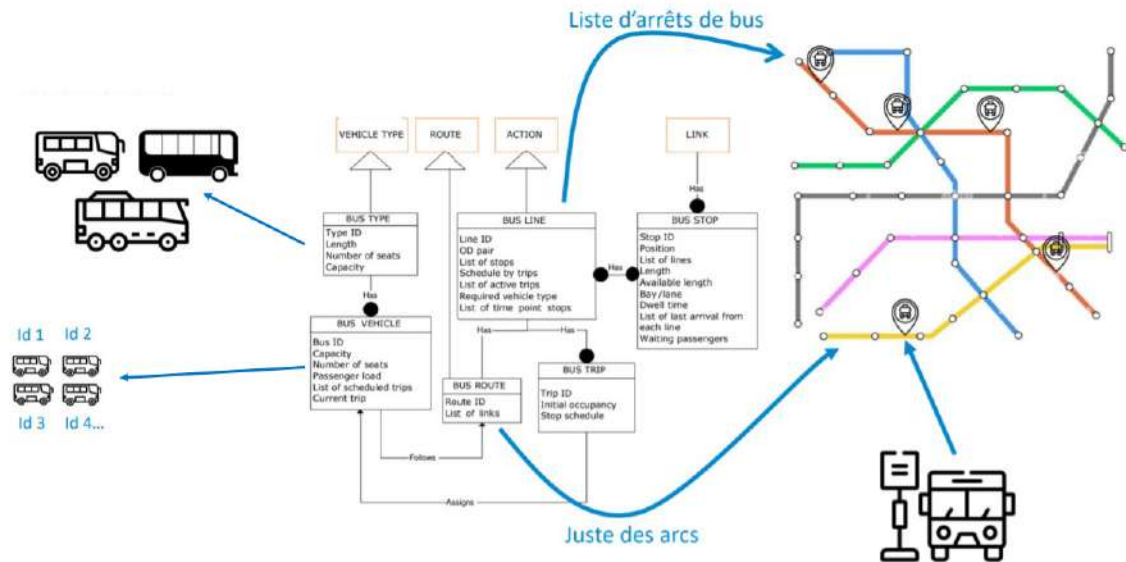 Liste d'arrêts de bus
VEHICLE TYPE
ROUTE
ACTION
LINK
Has
BUS TYPE
Type ID
Length
Number of seats
Capacity
BUS LINE
Line ID
OD pair
List of stops
Schedule by trips
List of active trips
Required vehicle type
List of time point stops
Has
BUS STOP
Stop ID
Position
List of lines
Length
Available length
Bay/lane
Dwell time
List of last arrival from
each line
Waiting passengers
Has
BUS VEHICLE
Bus ID
Capacity
Number of seats
Passenger load
List of scheduled trips
Current trip
Has
Has
BUS ROUTE
Route ID
List of links
BUS TRIP
Trip ID
Initial occupancy
Stop schedule
Id 1 Id 2
Id 3 Id 4...
Follows
Assigns
Juste des arcs